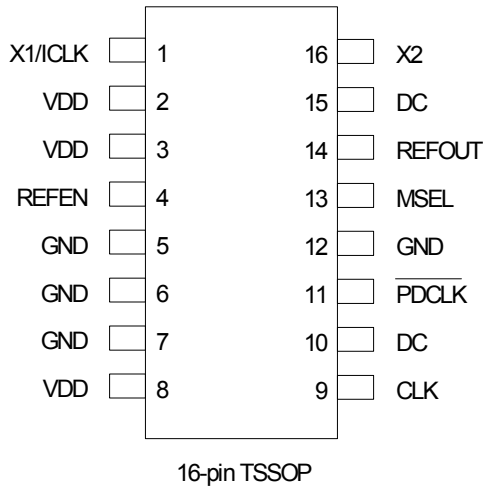 X1/ICLK 1 16 X2
VDD 2 15 DC
VDD 3 14 REFOUT
REFEN 4 13 MSEL
GND 5 12 GND
GND 6 11 PDCLK
GND 7 10 DC
VDD 8 9 CLK
16-pin TSSOP